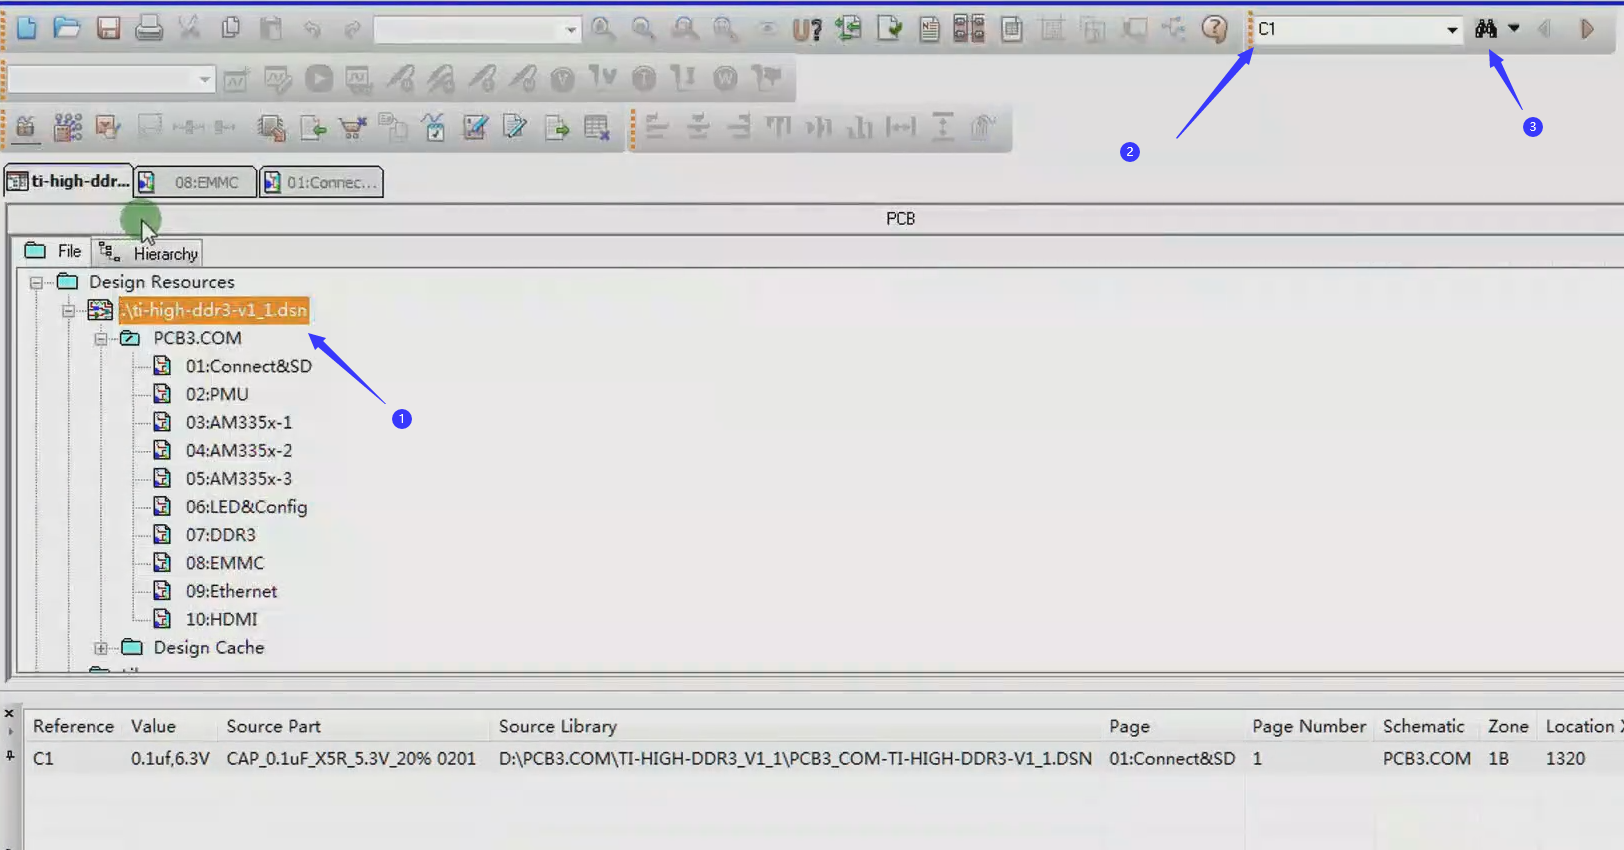 U?
C1
3
2
V
V
I
I
W
ti-high-ddr...
08:EMMC
01:Connec...
PCB
File
Hierarchy
Design Resources
.\ti-high-ddr3-v1_1.dsn
PCB3.COM
01:Connect&SD
02:PMU
03:AM335x-1
1
04:AM335x-2
05:AM335x-3
06:LED&Config
07:DDR3
08:EMMC
09:Ethernet
10:HDMI
Design Cache
Reference Value Source Part Source Library Page Page Number Schematic Zone Location X
C1 0.1uf,6.3V CAP_0.1uF_X5R_5.3V_20% 0201 D:\PCB3.COM\TI-HIGH-DDR3_V1_1\PCB3_COM-TI-HIGH-DDR3-V1_1.DSN 01:Connect&SD 1 PCB3.COM 1B 1320